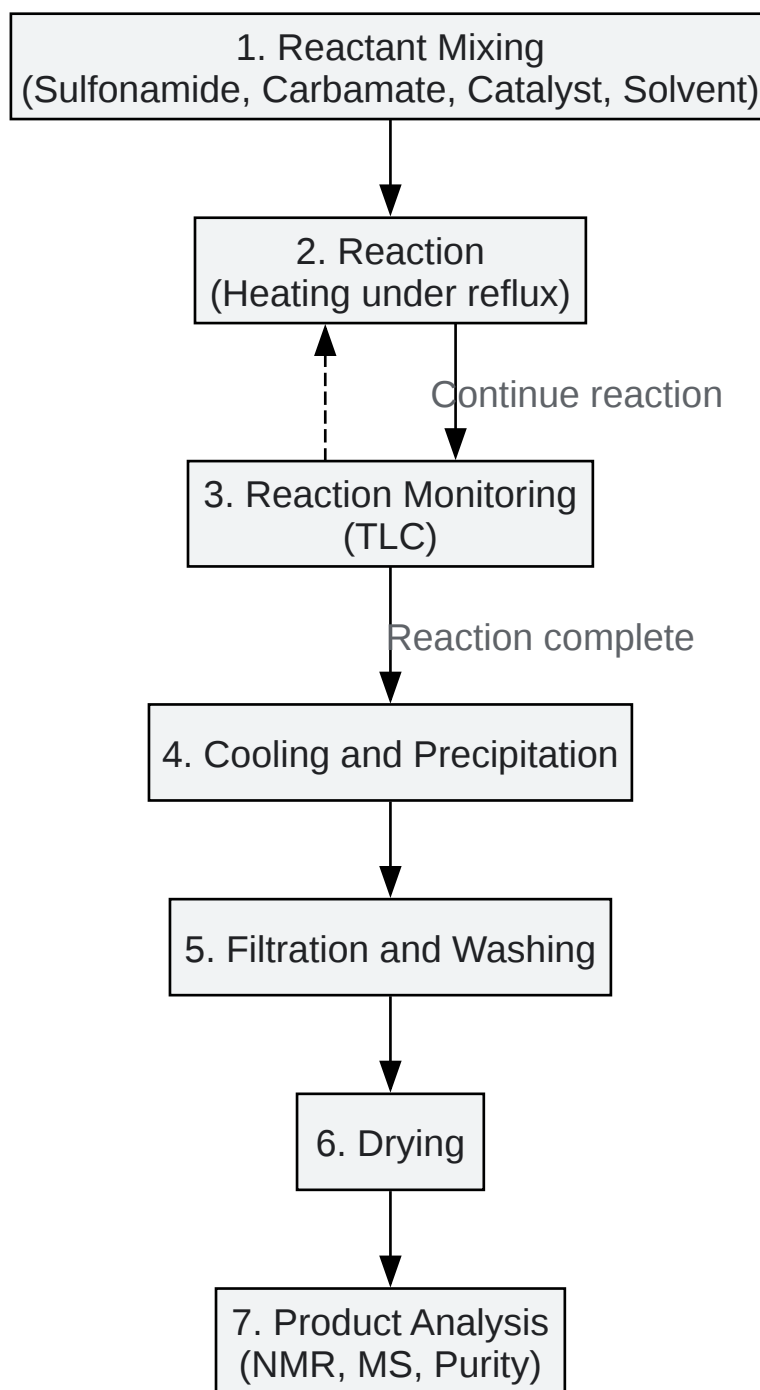 1. Reactant Mixing
(Sulfonamide, Carbamate, Catalyst, Solvent)
2. Reaction
(Heating under reflux)
Continue reaction
3. Reaction Monitoring
(TLC)
Reaction complete
4. Cooling and Precipitation
5. Filtration and Washing
6. Drying
7. Product Analysis
(NMR, MS, Purity)